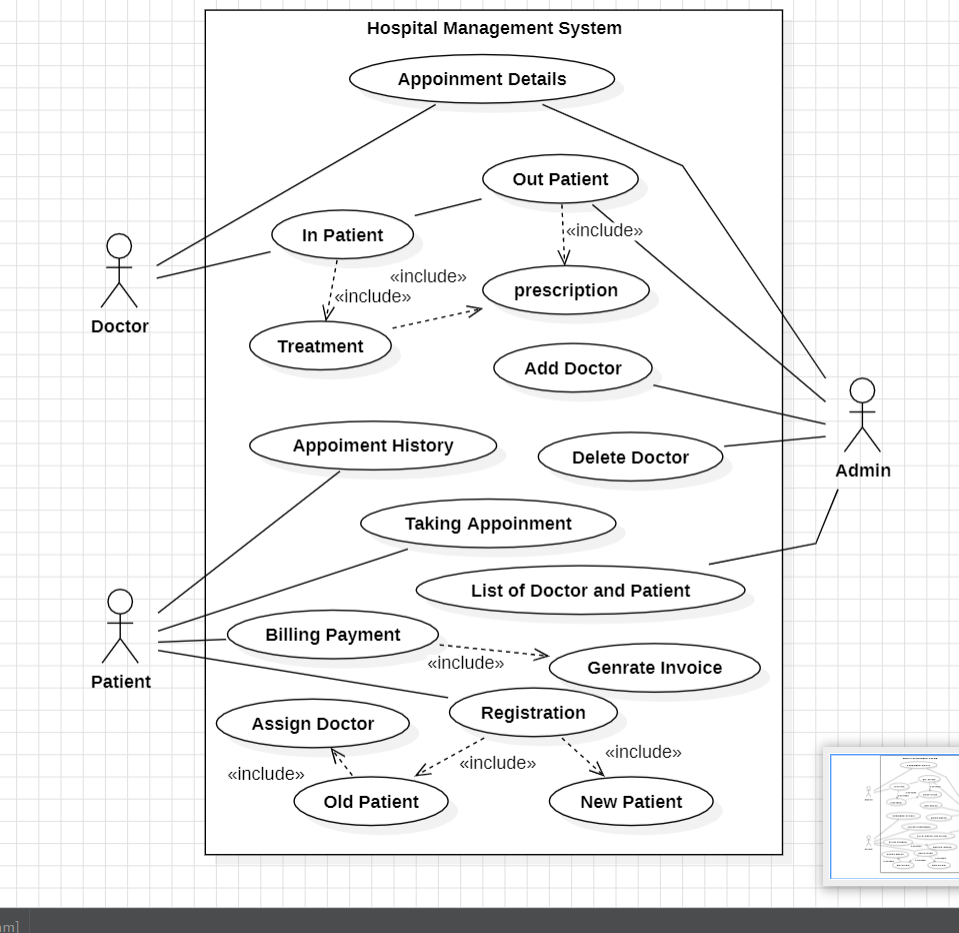 Hospital Management System
Appoinment Details
Out Patient
«include»
In Patient
«include»
«include»
prescription
Doctor
Treatment
Add Doctor
Appoiment History
Delete Doctor
Admin
Taking Appoinment
List of Doctor and Patient
Billing Payment
«include»
Genrate Invoice
Patient
Registration
Assign Doctor
«include»
«include»
«include»
Old Patient
New Patient
am]